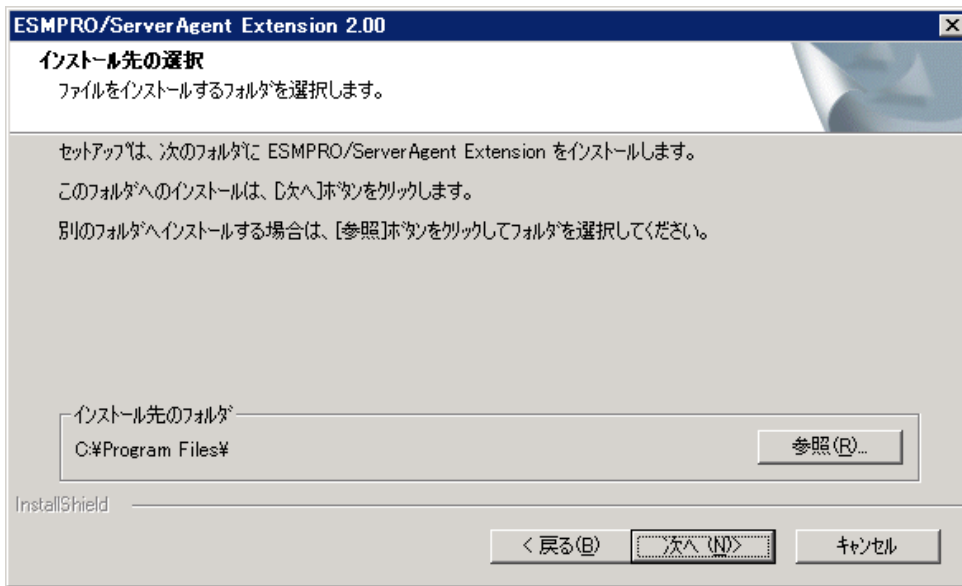 ESMPRO/ServerAgent Extension 2.00
インストール先の選択
ファイルをインストールするフォルダを選択します。
セットアップは、次のフォルダに ESMPRO/ServerAgent Extension をインストールします。
このフォルダへのインストールは、[次へ]ボタンをクリックします。
別のフォルダへインストールする場合は、[参照]ボタンをクリックしてフォルダを選択してください。
インストール先のフォルダ
C:¥Program Files¥
参照(R)...
InstallShield
< 戻る(B)
次へ (N)>
キャンセル